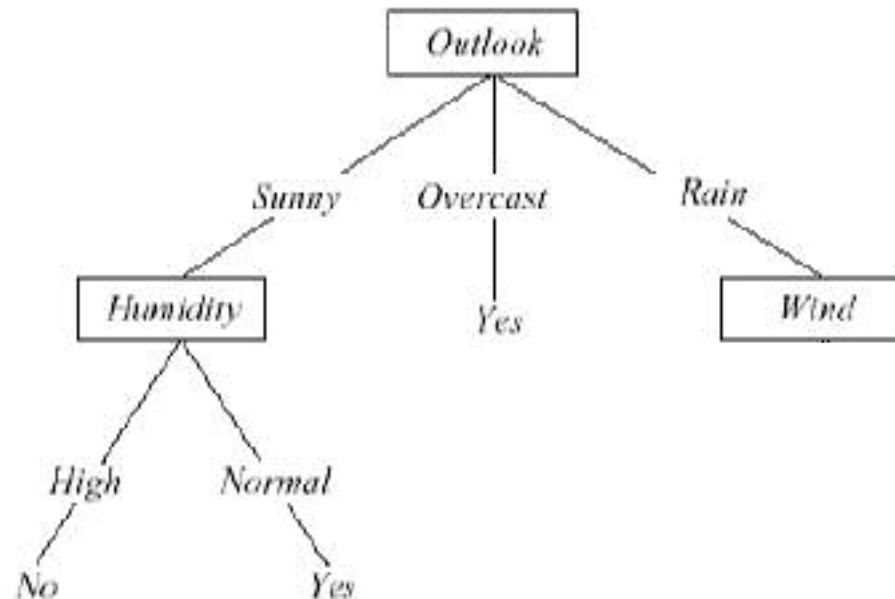 Outlook
Sunny
Overcast
Rain
Humidity
Yes
Wind
High
Normal
No
Yes